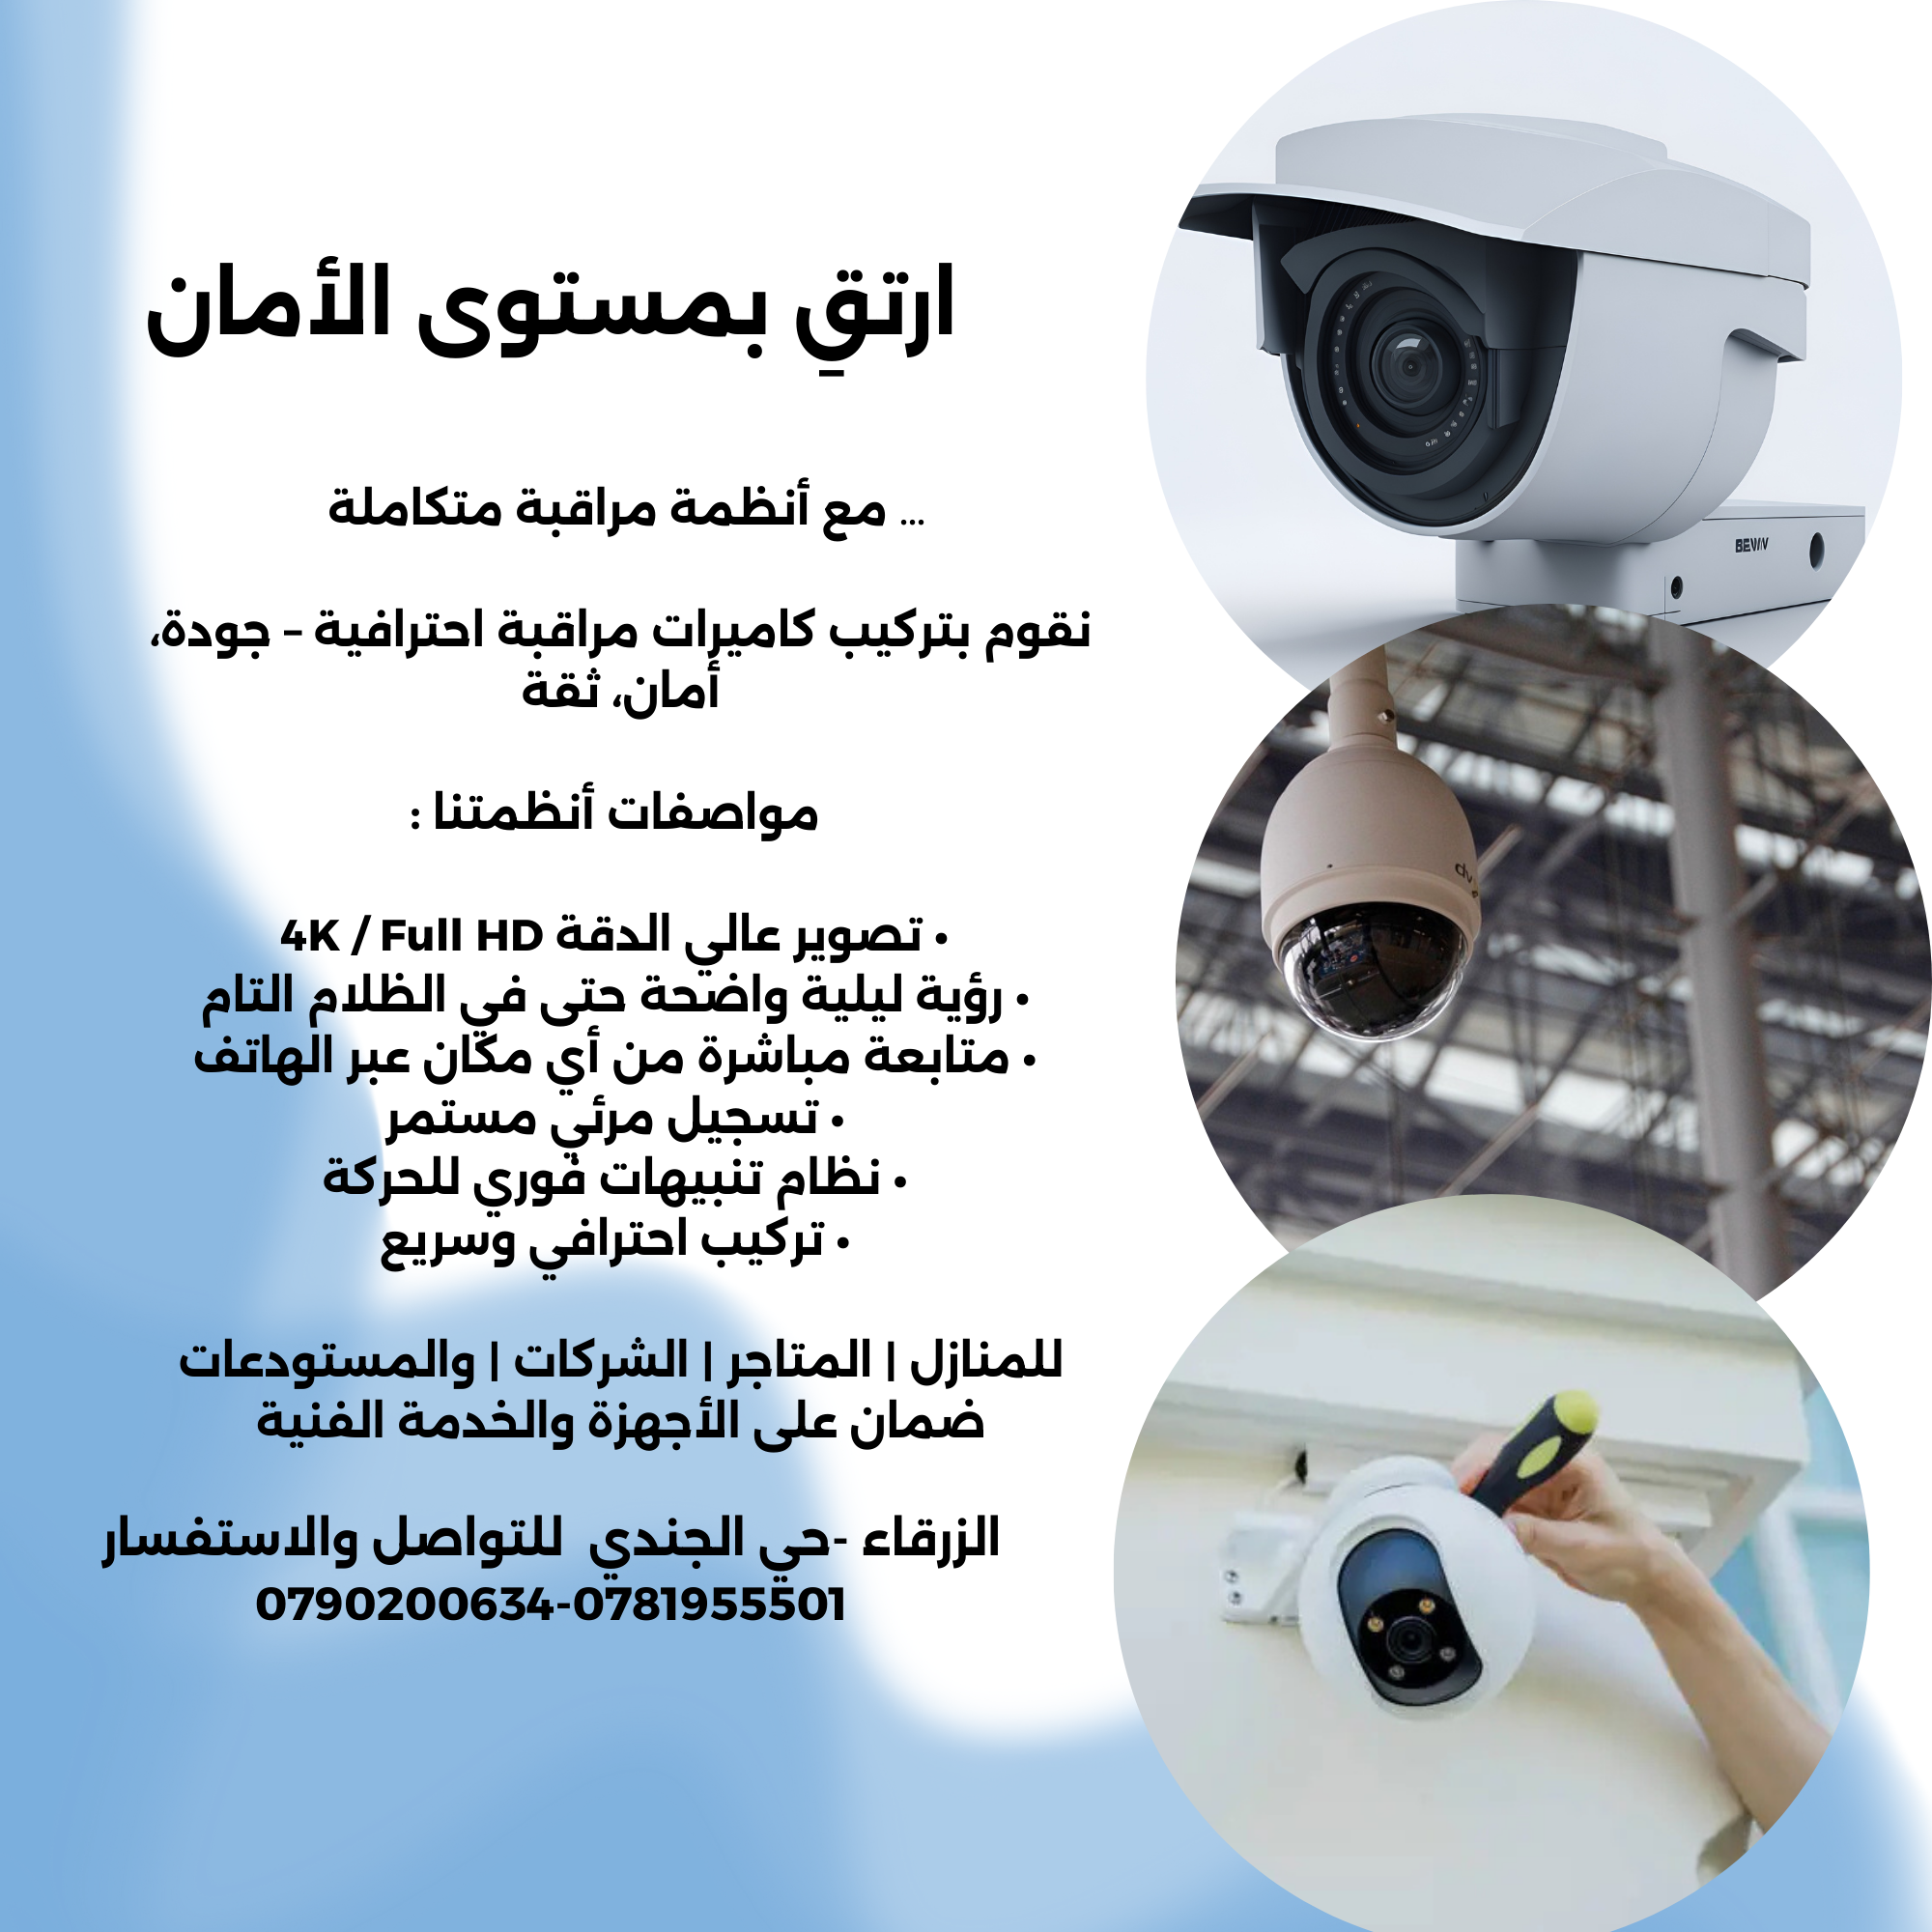 ارتقِ بمستوى الأمان
... مع أنظمة مراقبة متكاملة
نقوم بتركيب كاميرات مراقبة احترافية – جودة،
أمان، ثقة
مواصفات أنظمتنا :
• تصوير عالي الدقة 4K / Full HD
• رؤية ليلية واضحة حتى في الظلام التام
• متابعة مباشرة من أي مكان عبر الهاتف
• تسجيل مرئي مستمر
• نظام تنبيهات فوري للحركة
• تركيب احترافي وسريع
للمنازل | المتاجر | الشركات | والمستودعات
ضمان على الأجهزة والخدمة الفنية
الزرقاء -حي الجندي  للتواصل والاستفسار
0790200634-0781955501